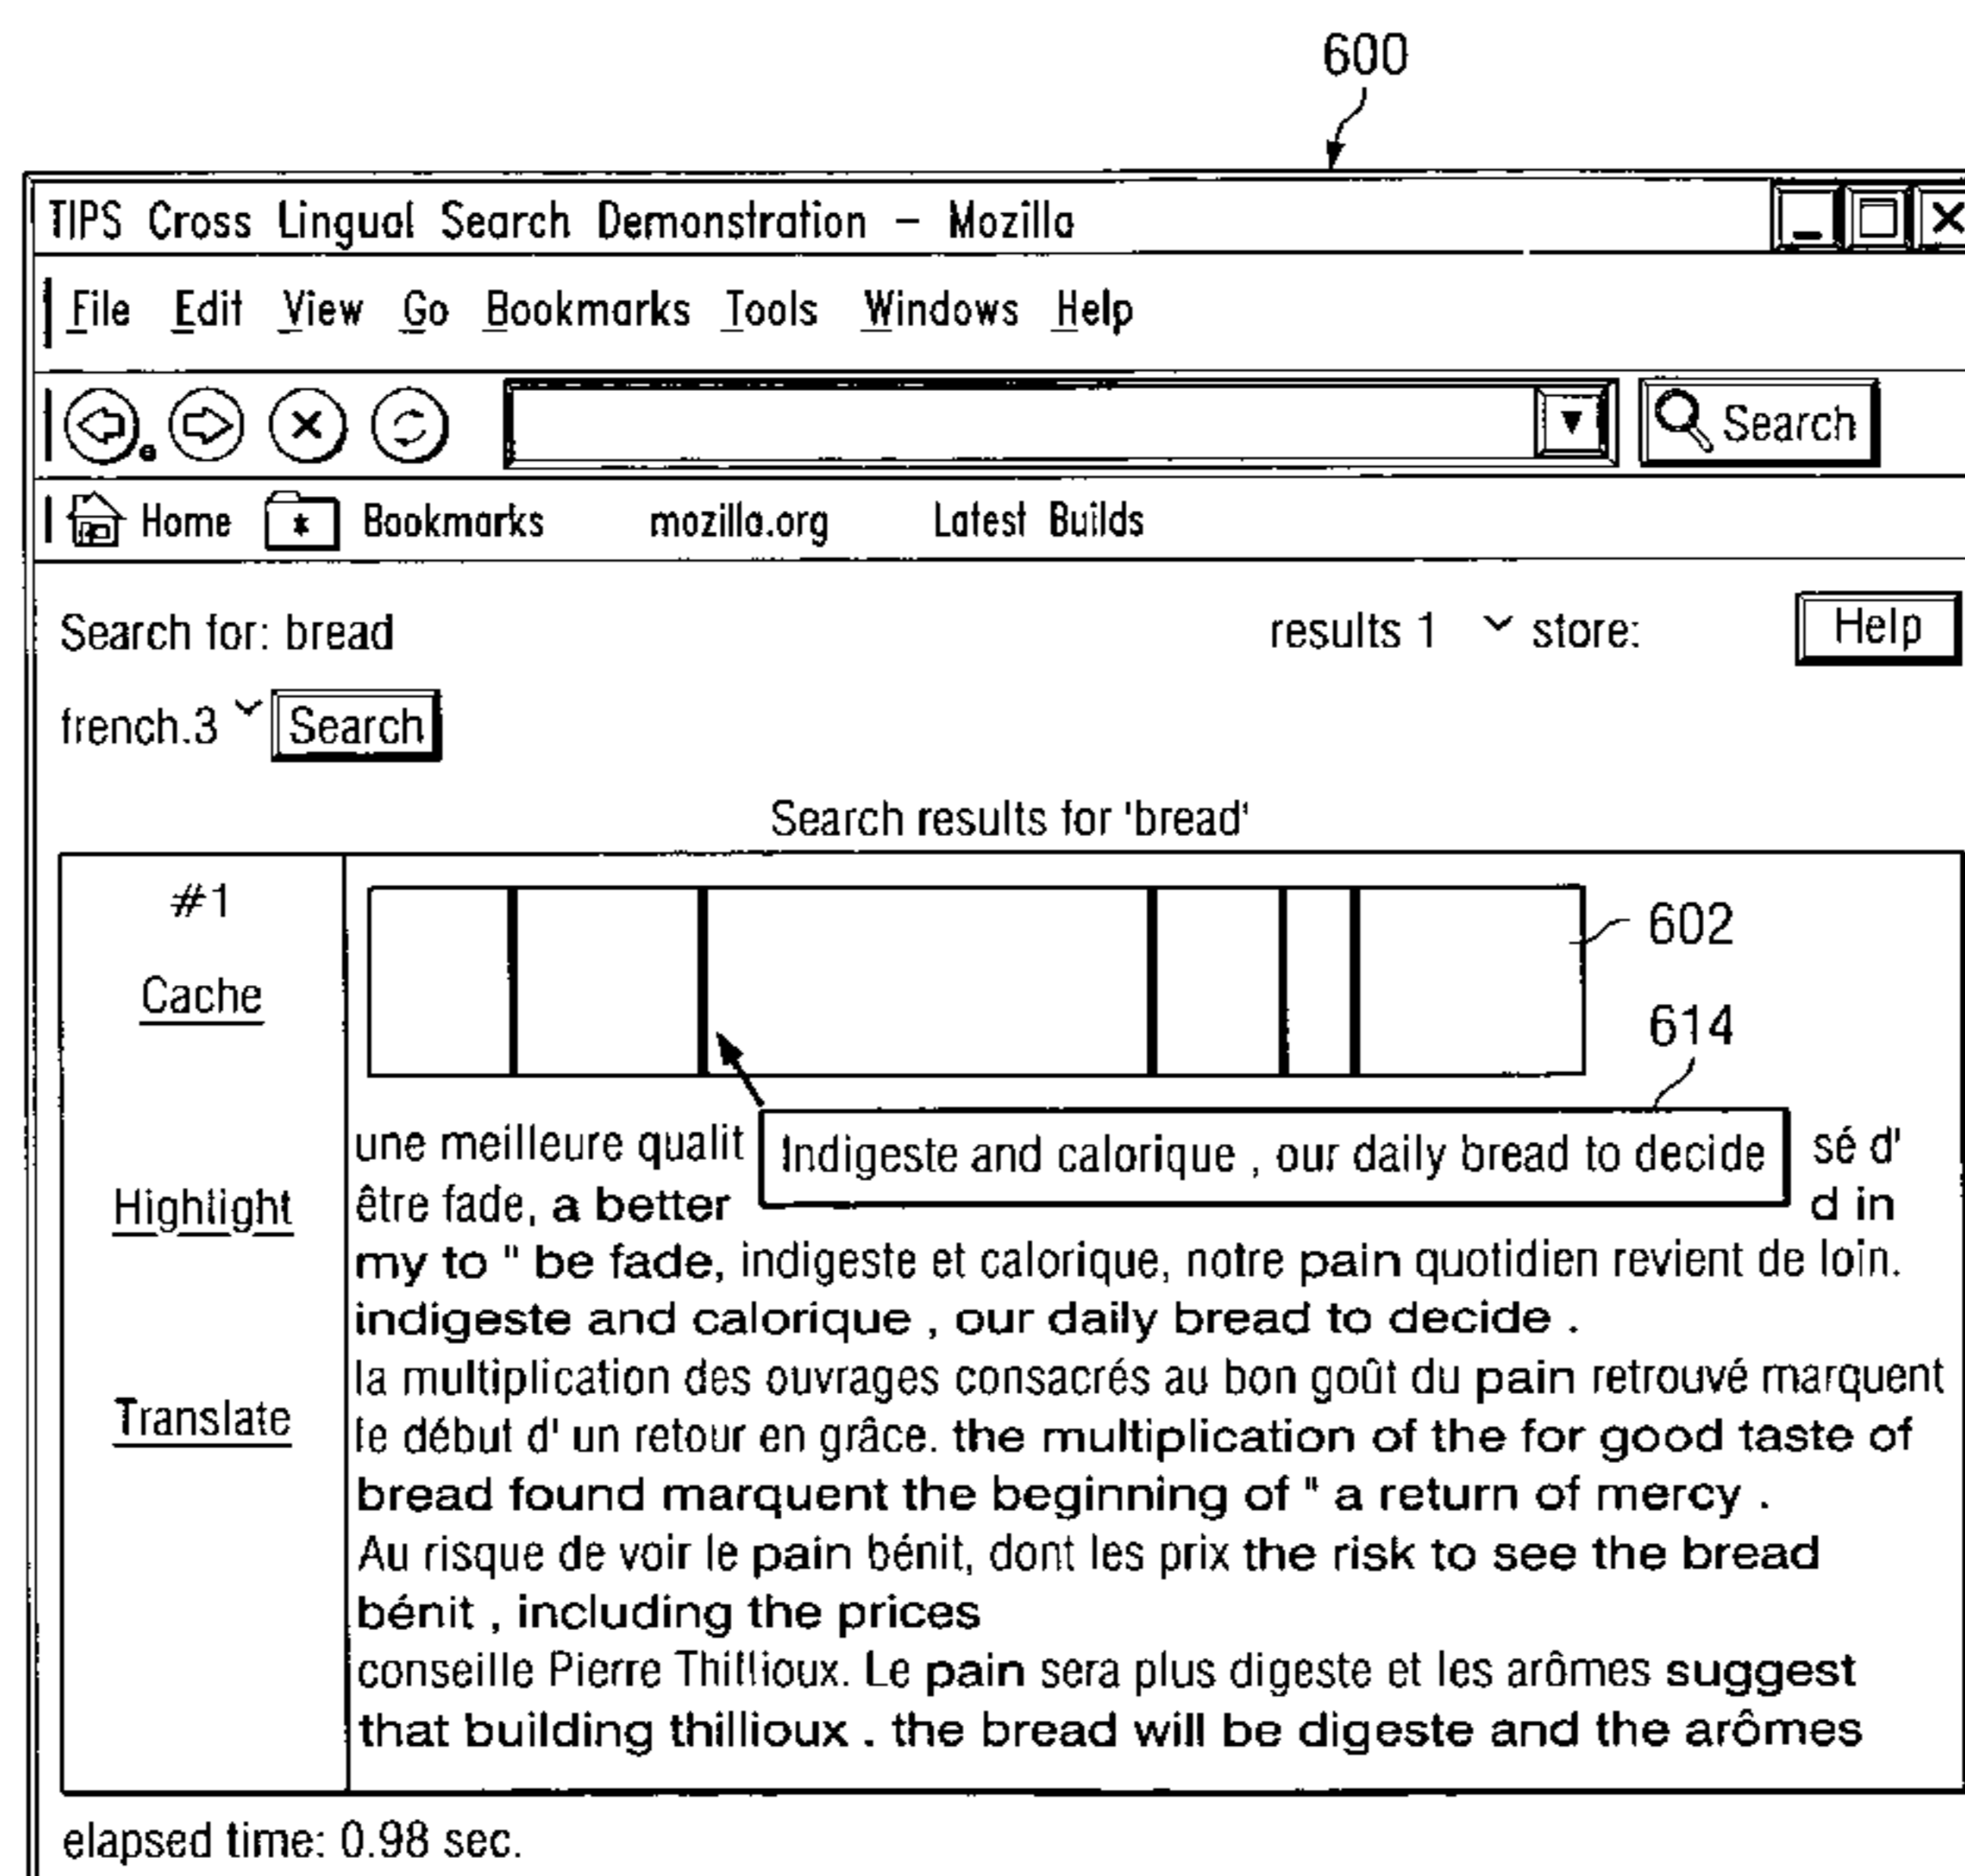 600
TIPS Cross Lingual Search Demonstration – Mozilla
File Edit View Go Bookmarks Tools Windows Help
Search
Home Bookmarks mozilla.org Latest Builds
Search for: bread results 1 store: Help
french.3 Search
Search results for 'bread'
#1
Cache
Highlight
Translate
602
614
Indigeste and calorique , our daily bread to decide
une meilleure qualit sé d'
être fade, a better d in
my to " be fade, indigeste et calorique, notre pain quotidien revient de loin.
indigeste and calorique , our daily bread to decide .
la multiplication des ouvrages consacrés au bon goût du pain retrouvé marquent
le début d' un retour en grâce. the multiplication of the for good taste of
bread found marquent the beginning of " a return of mercy .
Au risque de voir le pain bénit, dont les prix the risk to see the bread
bénit , including the prices
conseille Pierre Thillioux. Le pain sera plus digeste et les arômes suggest
that building thillioux . the bread will be digeste and the arômes
elapsed time: 0.98 sec.